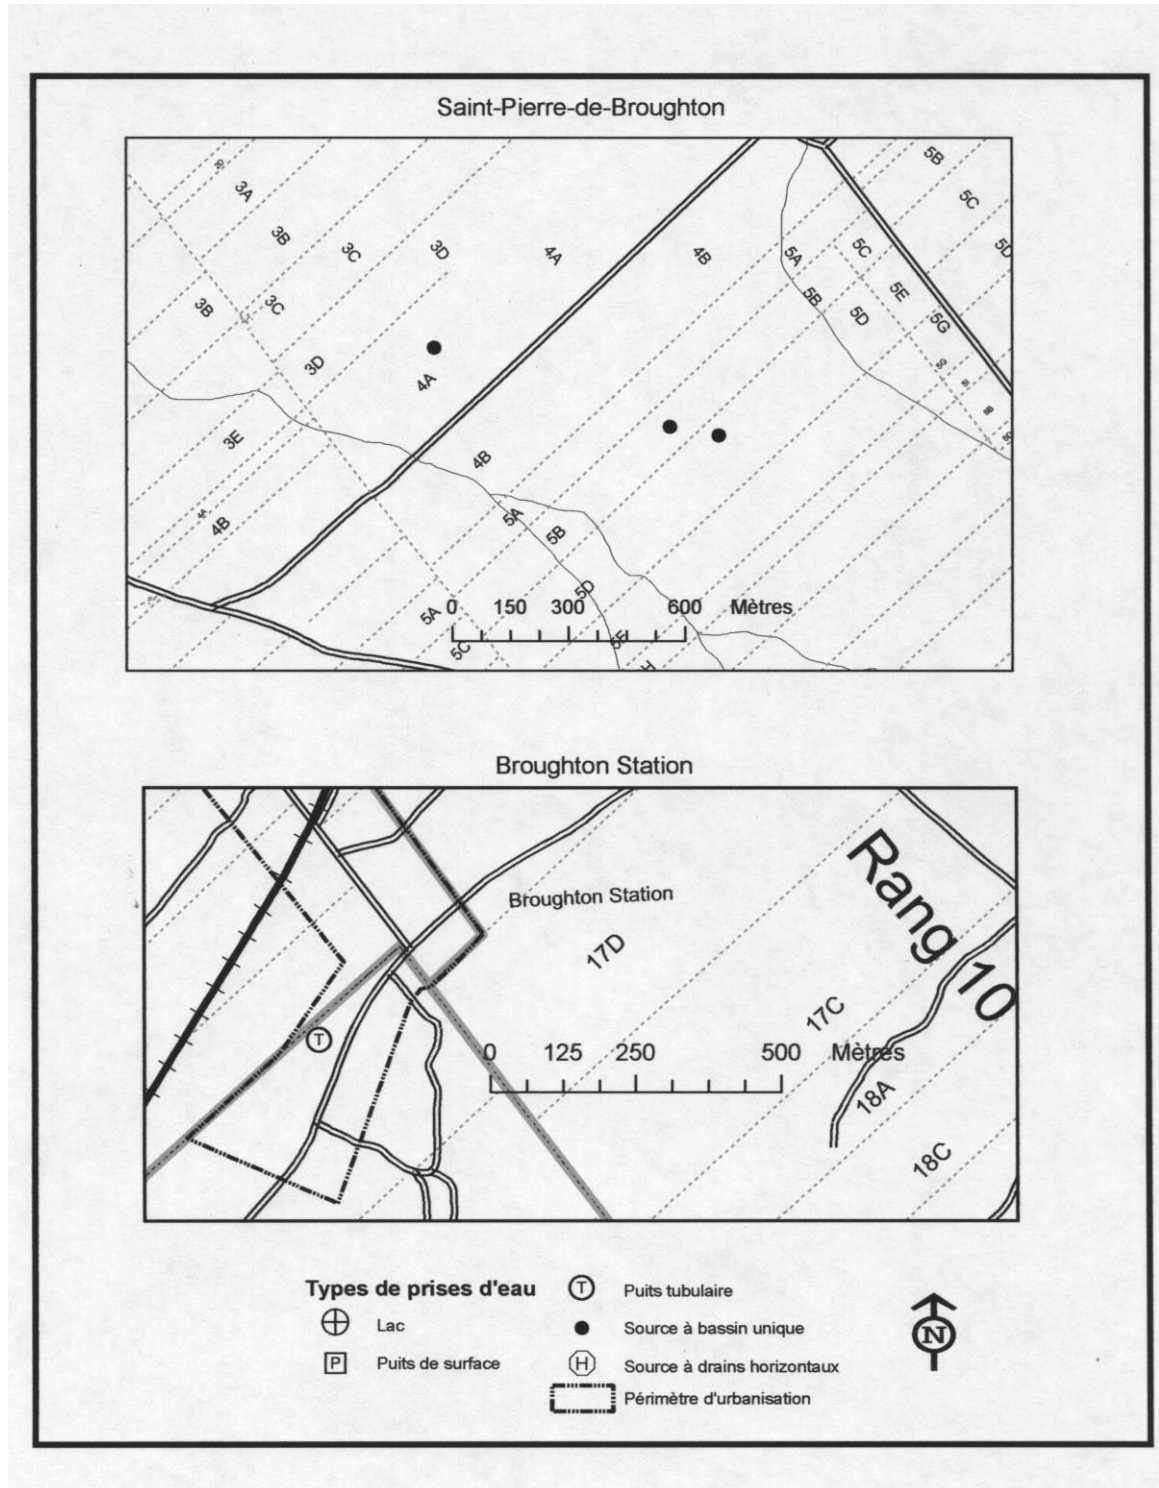 Saint-Pierre-de-Broughton
3A
3B
3C
3D
4A
4B
5A
5B
5C
5D
5B
5C
5D
5E
5G
3B
3C
3D
4A
3E
4A
4B
4B
5A
5B
5D
5E
5A
5C
H
5G
0 150 300 600 Mètres
Broughton Station
Broughton Station
Rang 10
17D
17C
18A
18C
T
0 125 250 500 Mètres
Types de prises d'eau
T Puits tubulaire
Lac
Source à bassin unique
P Puits de surface
H Source à drains horizontaux
Périmètre d'urbanisation
N